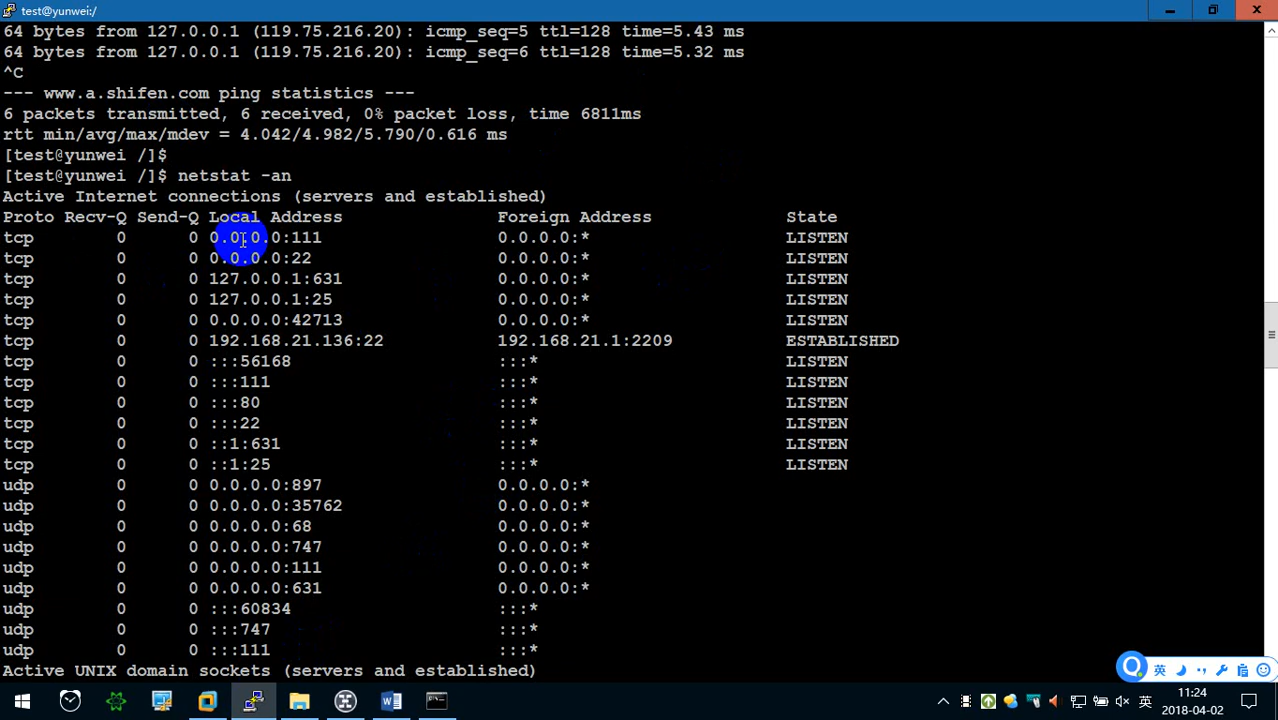 test@yunwei:/
64 bytes from 127.0.0.1 (119.75.216.20): icmp_seq=5 ttl=128 time=5.43 ms
64 bytes from 127.0.0.1 (119.75.216.20): icmp_seq=6 ttl=128 time=5.32 ms
^C
--- www.a.shifen.com ping statistics ---
6 packets transmitted, 6 received, 0% packet loss, time 6811ms
rtt min/avg/max/mdev = 4.042/4.982/5.790/0.616 ms
[test@yunwei /]$
[test@yunwei /]$ netstat -an
Active Internet connections (servers and established)
Proto Recv-Q Send-Q Local Address Foreign Address State
tcp 0 0 0.0.0.0:111 0.0.0.0:* LISTEN
tcp 0 0 0.0.0.0:22 0.0.0.0:* LISTEN
tcp 0 0 127.0.0.1:631 0.0.0.0:* LISTEN
tcp 0 0 127.0.0.1:25 0.0.0.0:* LISTEN
tcp 0 0 0.0.0.0:42713 0.0.0.0:* LISTEN
tcp 0 0 192.168.21.136:22 192.168.21.1:2209 ESTABLISHED
tcp 0 0 :::56168 :::* LISTEN
tcp 0 0 :::111 :::* LISTEN
tcp 0 0 :::80 :::* LISTEN
tcp 0 0 :::22 :::* LISTEN
tcp 0 0 ::1:631 :::* LISTEN
tcp 0 0 ::1:25 :::* LISTEN
udp 0 0 0.0.0.0:897 0.0.0.0:*
udp 0 0 0.0.0.0:35762 0.0.0.0:*
udp 0 0 0.0.0.0:68 0.0.0.0:*
udp 0 0 0.0.0.0:747 0.0.0.0:*
udp 0 0 0.0.0.0:111 0.0.0.0:*
udp 0 0 0.0.0.0:631 0.0.0.0:*
udp 0 0 :::60834 :::*
udp 0 0 :::747 :::*
udp 0 0 :::111 :::*
Active UNIX domain sockets (servers and established)
英
英
11:24
2018-04-02